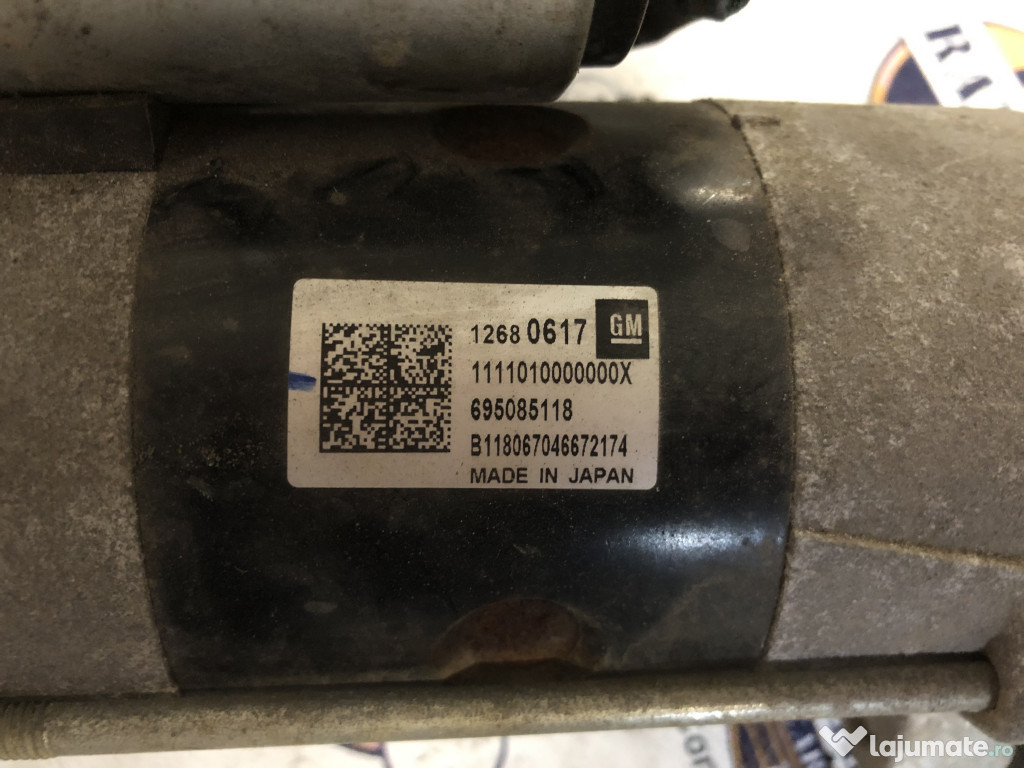 1268 0617 GM
1111010000000X
695085118
B118067046672174
MADE IN JAPAN
lajumate.ro